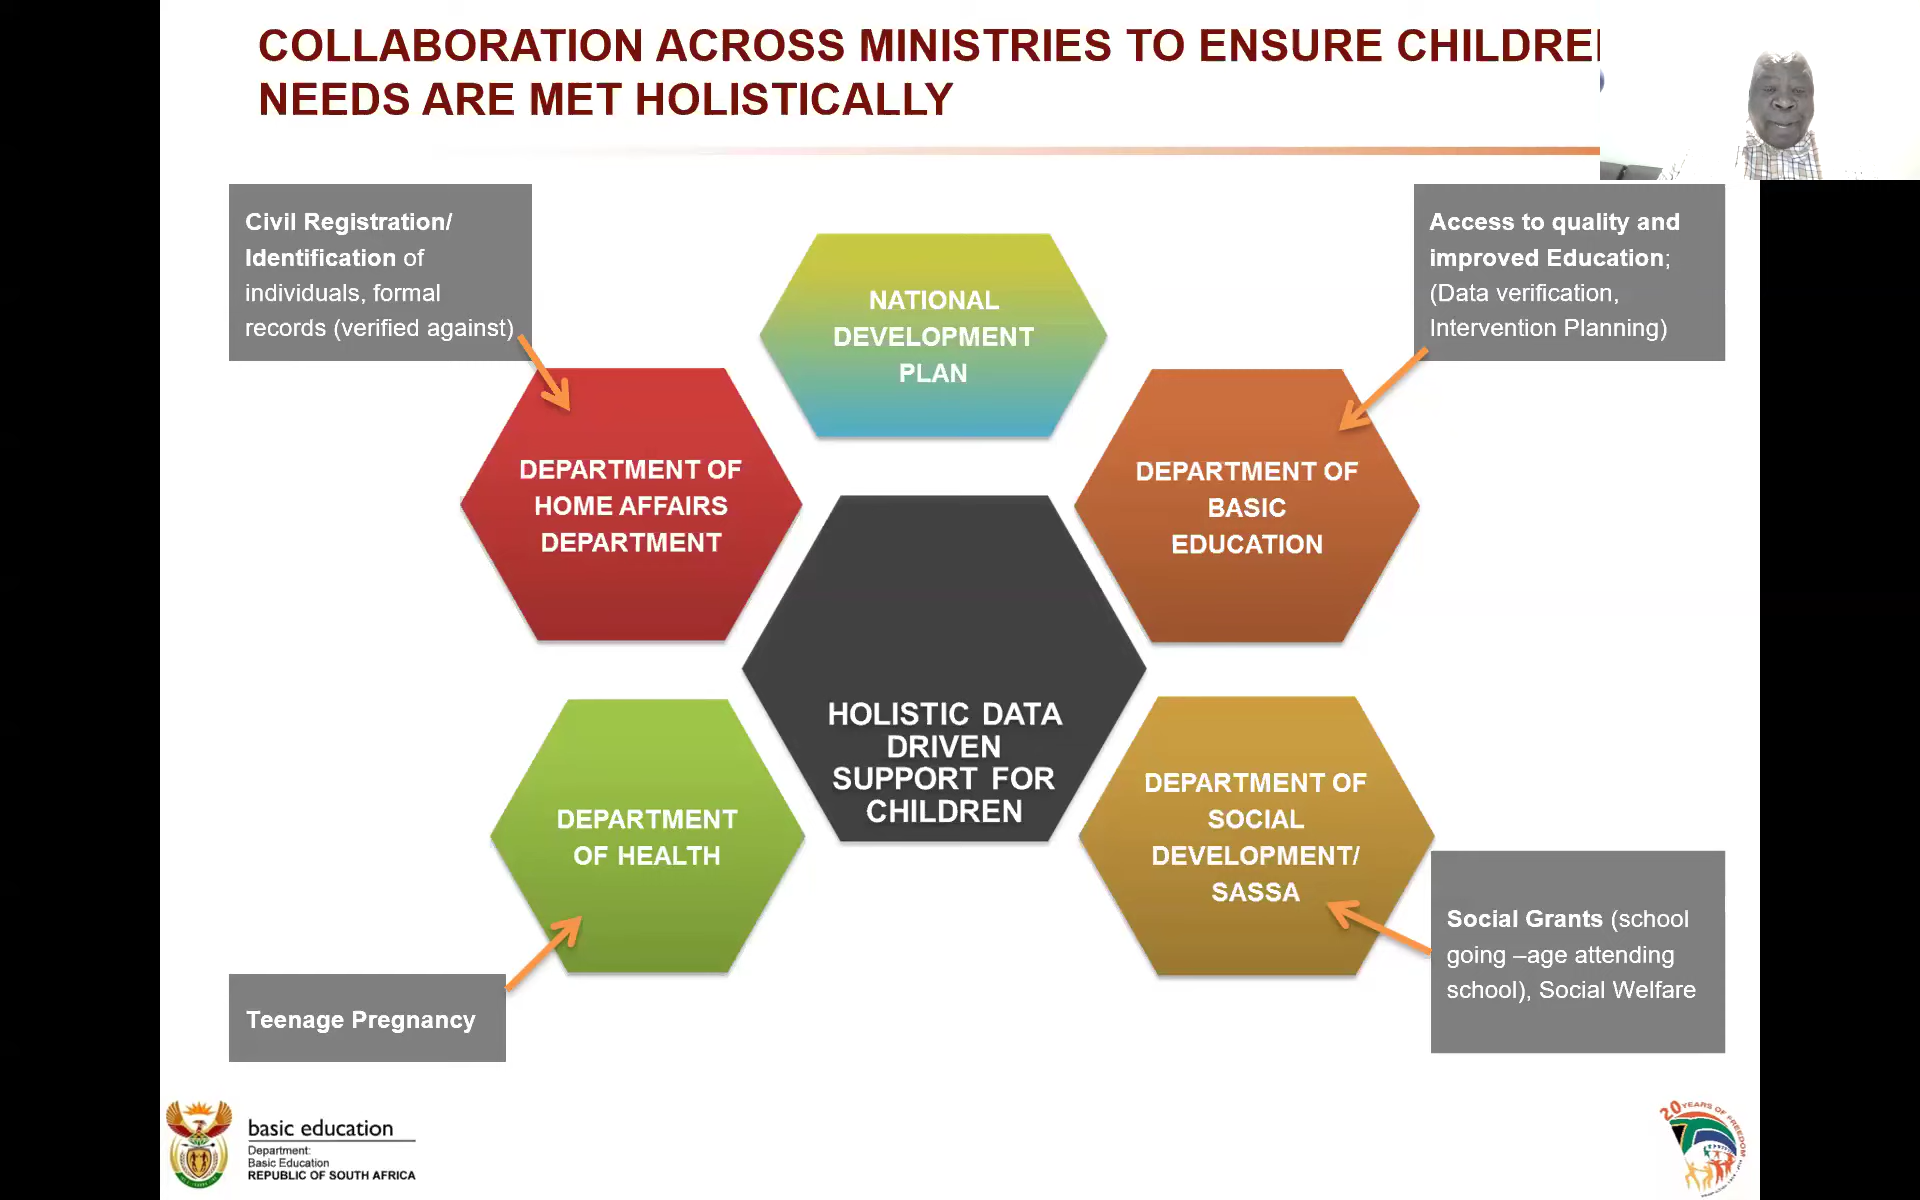 COLLABORATION ACROSS MINISTRIES TO ENSURE CHILDRE
NEEDS ARE MET HOLISTICALLY
Civil Registration/
Identification of
individuals, formal
records (verified against)
Access to quality and
improved Education;
(Data verification,
Intervention Planning)
NATIONAL
DEVELOPMENT
PLAN
DEPARTMENT OF
HOME AFFAIRS
DEPARTMENT
DEPARTMENT OF
BASIC
EDUCATION
HOLISTIC DATA
DRIVEN
SUPPORT FOR
CHILDREN
DEPARTMENT
OF HEALTH
DEPARTMENT OF
SOCIAL
DEVELOPMENT/
SASSA
Social Grants (school
going –age attending
school), Social Welfare
Teenage Pregnancy
basic education
Department:
Basic Education
REPUBLIC OF SOUTH AFRICA
20 YEARS OF FREEDOM